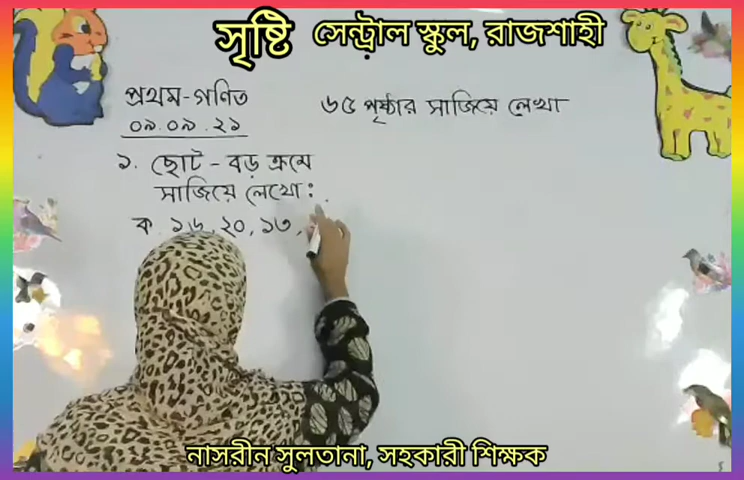 সৃষ্টি সেন্ট্রাল স্কুল, রাজশাহী
প্রথম-গণিত
০৯.০৯.২১
৬৫ পৃষ্ঠার সাজিয়ে লেখা
১. ছোট-বড় ক্রমে
সাজিয়ে লেখো:
ক. ১৬, ২০, ১৩,
নাসরীন সুলতানা, সহকারী শিক্ষক